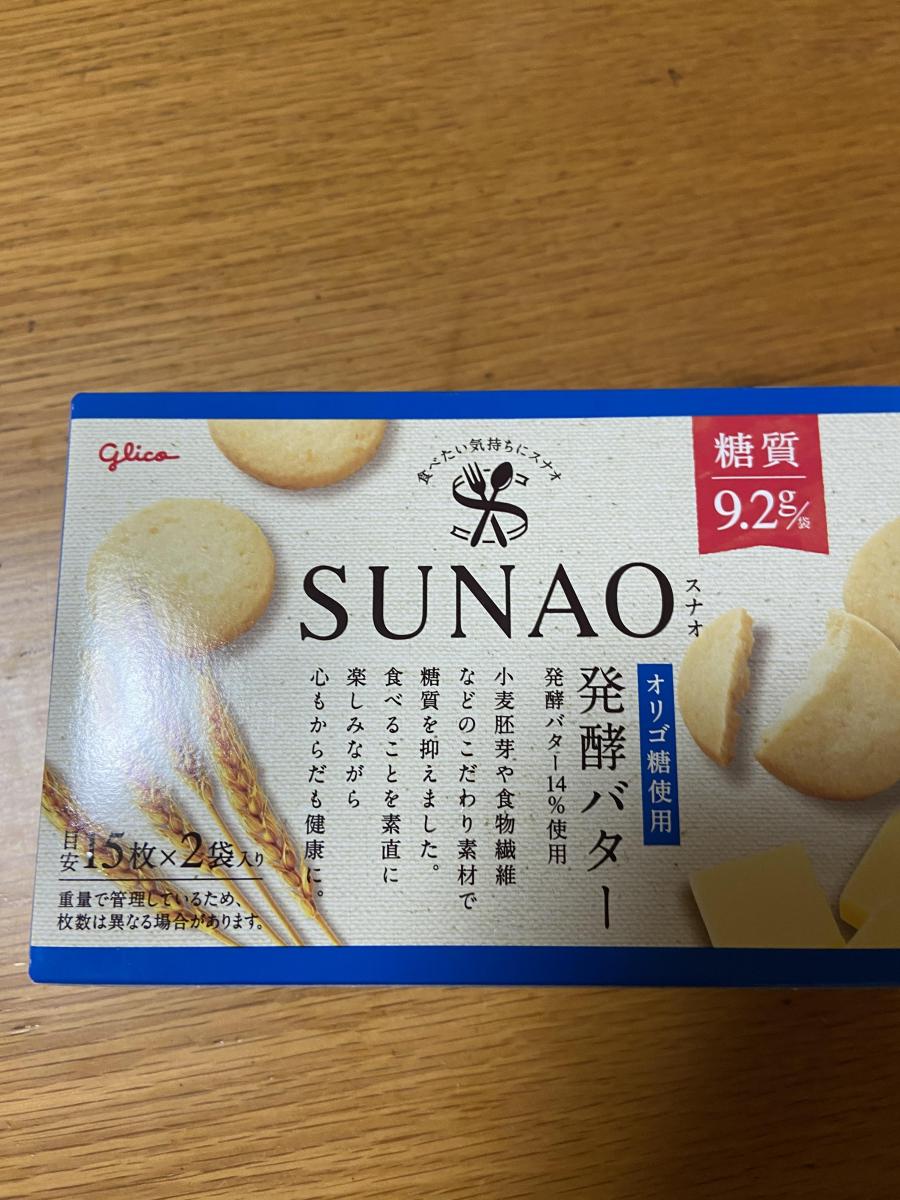 glico
食べたい気持ちにスナオ
糖質
9.2g/袋
SUNAO
スナオ
オリゴ糖使用
発酵バター
発酵バター14%使用
小麦胚芽や食物繊維
などのこだわり素材で
糖質を抑えました。
食べることを素直に
楽しみながら
心もからだも健康に。
目安15枚×2袋入り
重量で管理しているため、
枚数は異なる場合があります。